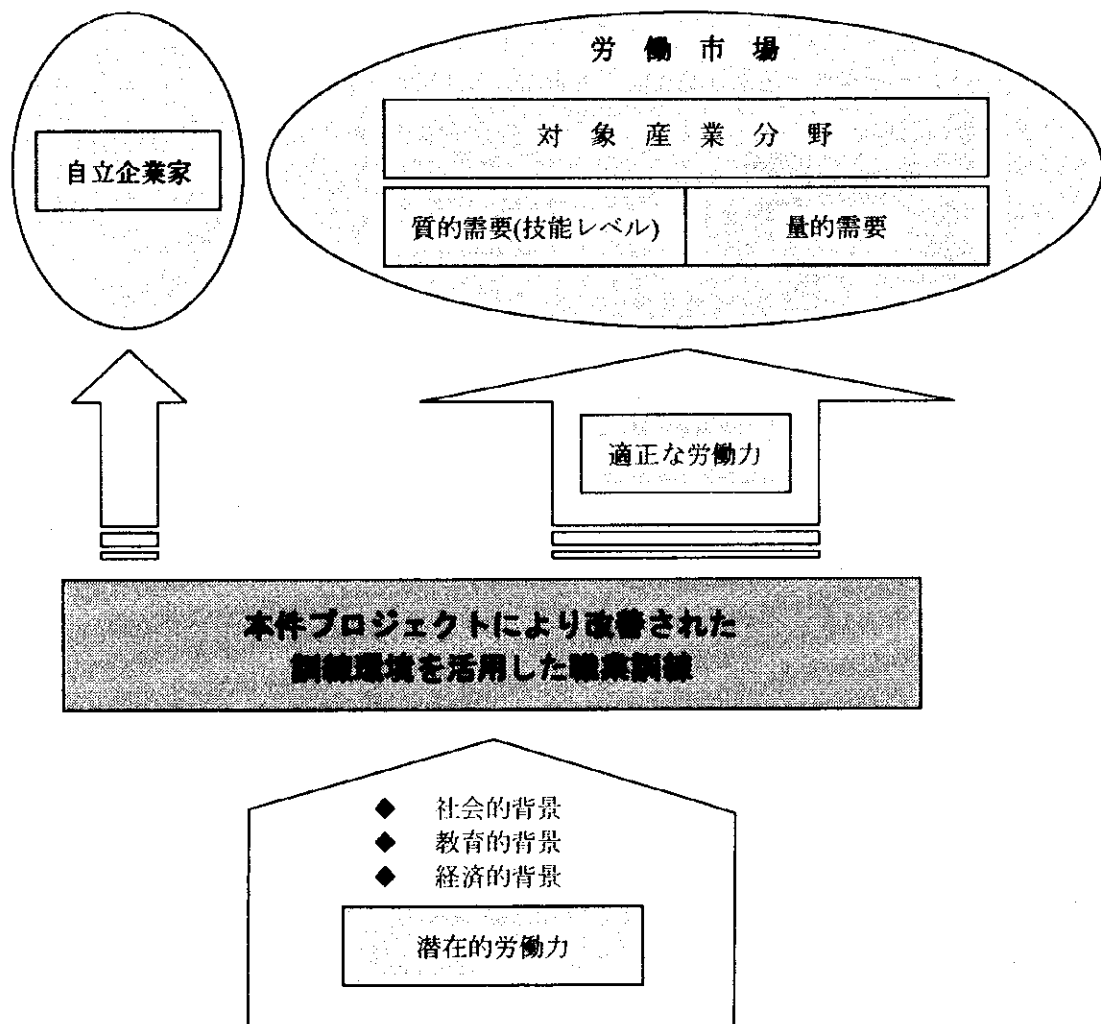 労働市場
対象産業分野
自立企業家
質的需要(技能レベル)
量的需要
適正な労働力
本件プロジェクトにより改善された
訓練環境を活用した職業訓練
◆ 社会的背景
◆ 教育的背景
◆ 経済的背景
潜在的労働力